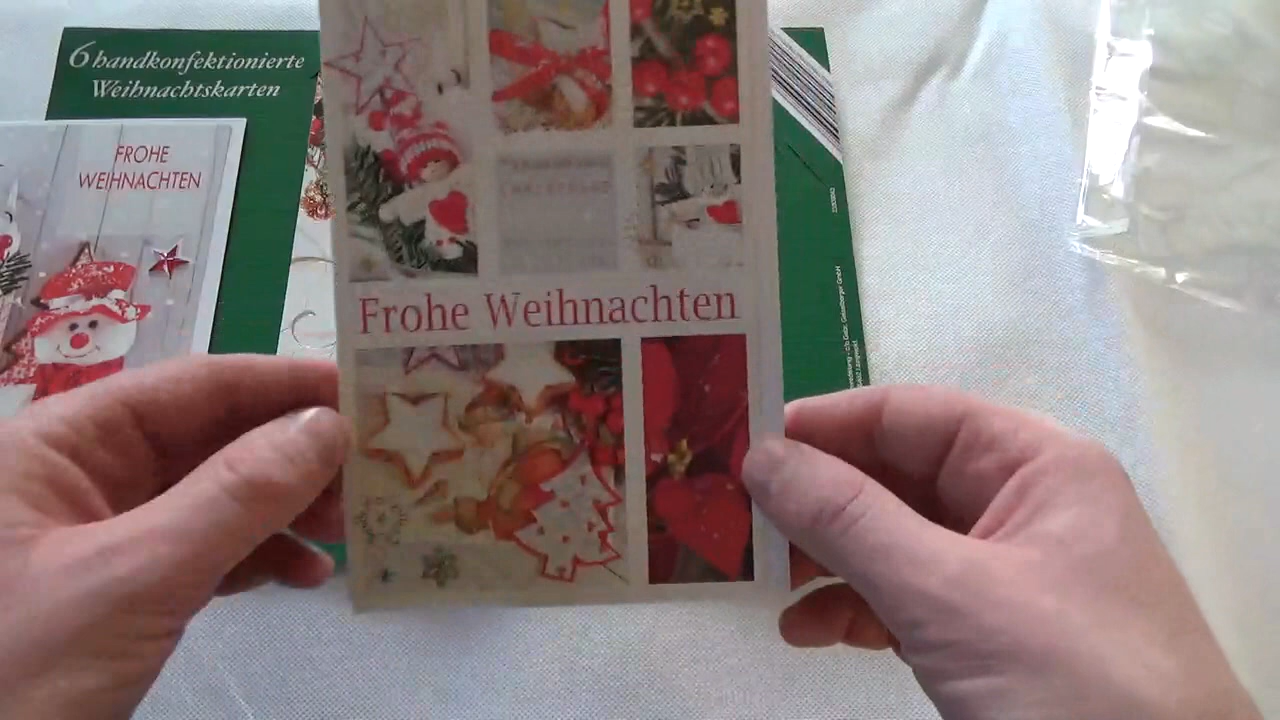 6 handkonfektionierte
Weihnachtskarten
FROHE
WEIHNACHTEN
Frohe Weihnachten